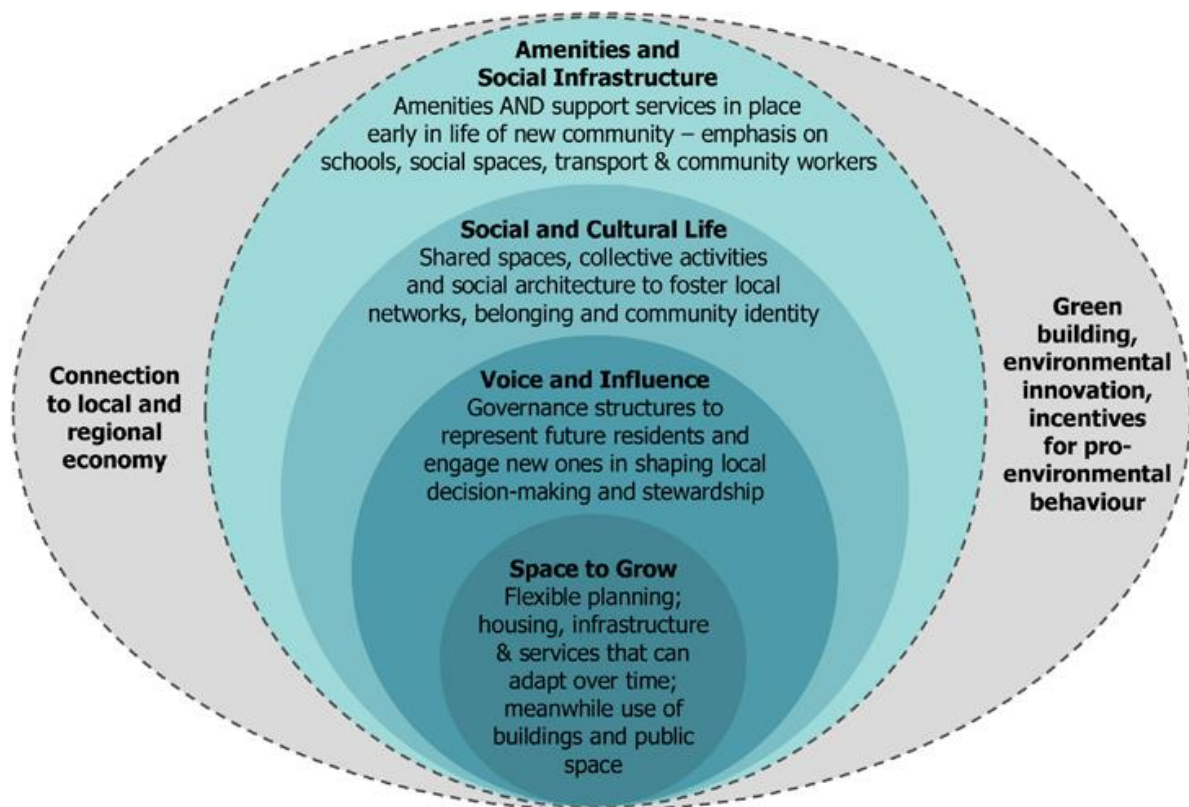 Amenities and
Social Infrastructure
Amenities AND support services in place
early in life of new community – emphasis on
schools, social spaces, transport & community workers
Social and Cultural Life
Shared spaces, collective activities
and social architecture to foster local
networks, belonging and community identity
Voice and Influence
Governance structures to
represent future residents and
engage new ones in shaping local
decision-making and stewardship
Space to Grow
Flexible planning;
housing, infrastructure
& services that can
adapt over time;
meanwhile use of
buildings and public
space
Connection
to local and
regional
economy
Green
building,
environmental
innovation,
incentives
for pro-
environmental
behaviour